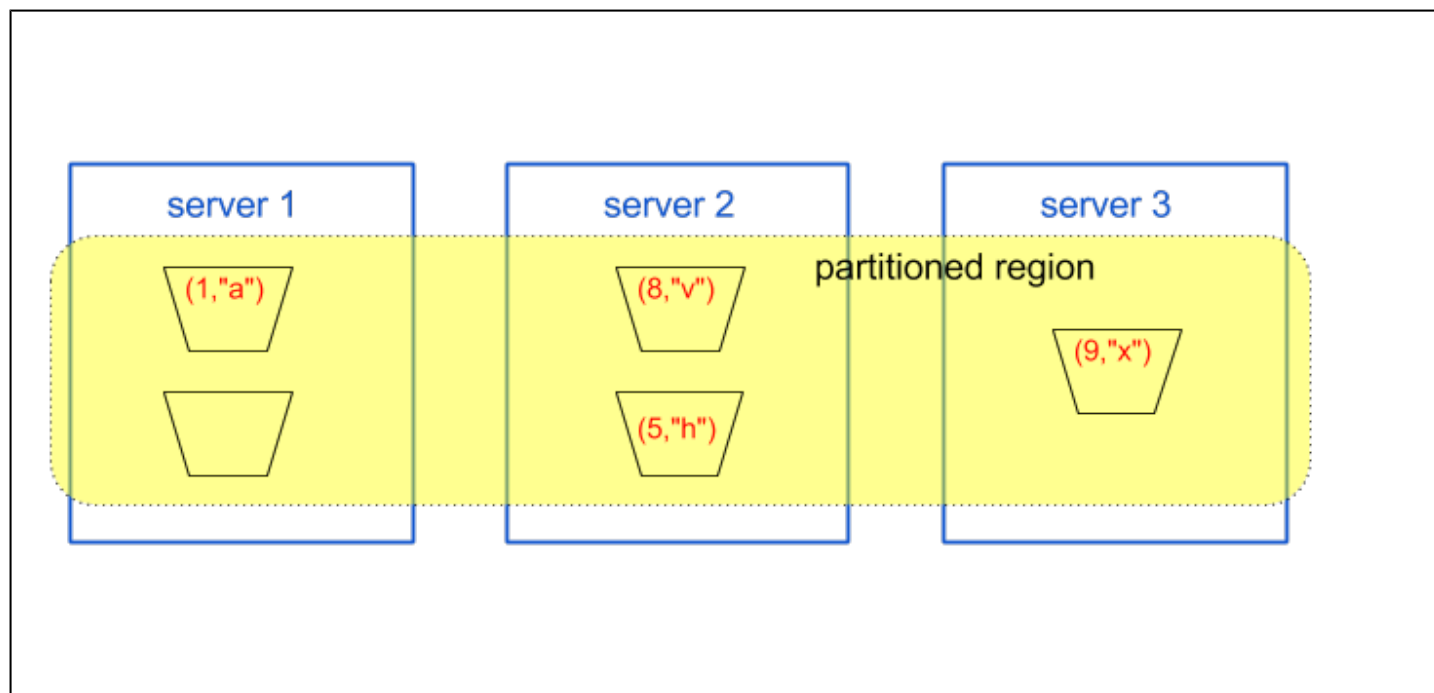 server 1
server 2
server 3
partitioned region
(1,"a")
(8,"v")
(9,"x")
(5,"h")